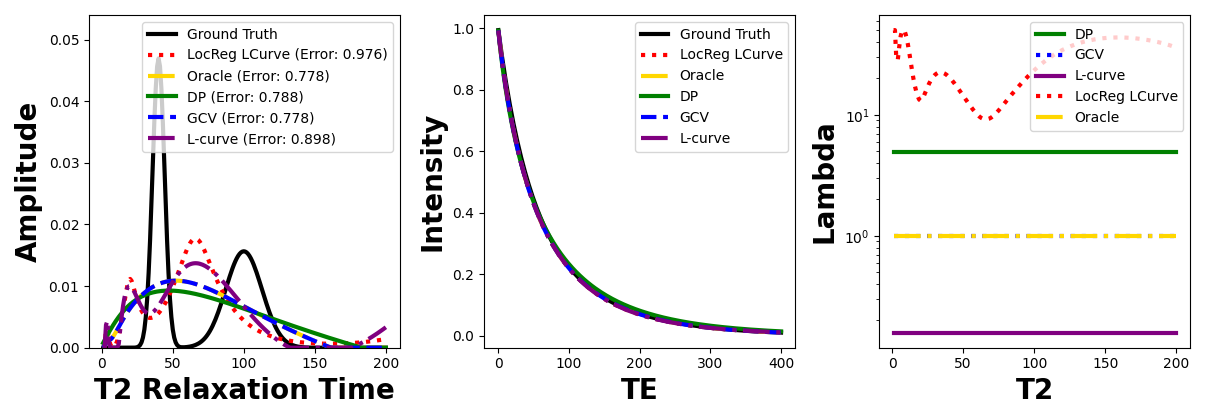 Amplitude
0.05
0.04
0.03
0.02
0.01
0.00
Ground Truth
LocReg LCurve (Error: 0.976)
Oracle (Error: 0.778)
DP (Error: 0.788)
GCV (Error: 0.778)
L-curve (Error: 0.898)
0 50 100 150 200
T2 Relaxation Time
Intensity
1.0
0.8
0.6
0.4
0.2
0.0
Ground Truth
LocReg LCurve
Oracle
DP
GCV
L-curve
0 100 200 300 400
TE
Lambda
10¹
10⁰
DP
GCV
L-curve
LocReg LCurve
Oracle
0 50 100 150 200
T2